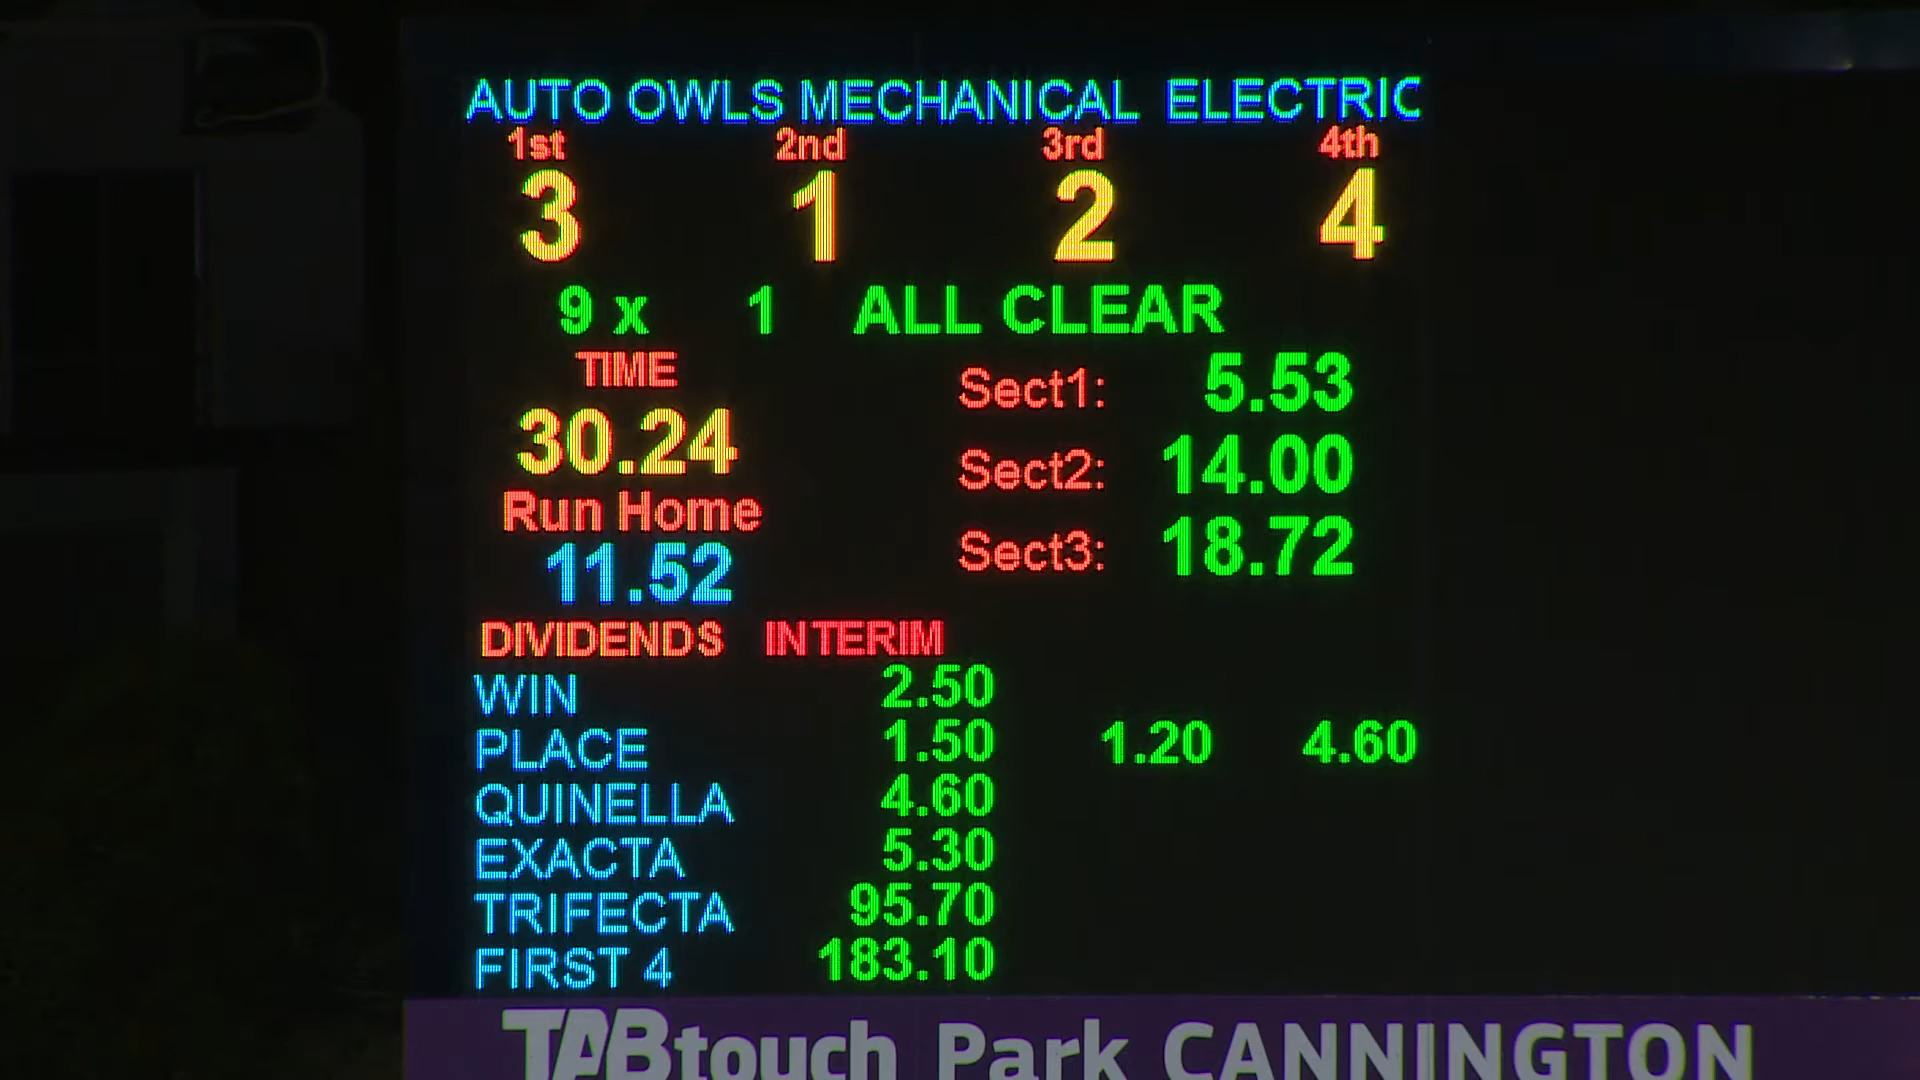 AUTO OWLS MECHANICAL ELECTRIC
1st 2nd 3rd 4th
3 1 2 4
9 x 1 ALL CLEAR
TIME
30.24
Run Home
11.52
Sect1: 5.53
Sect2: 14.00
Sect3: 18.72
DIVIDENDS INTERIM
WIN 2.50
PLACE 1.50 1.20 4.60
QUINELLA 4.60
EXACTA 5.30
TRIFECTA 95.70
FIRST 4 183.10
TABtouch Park CANNINGTON